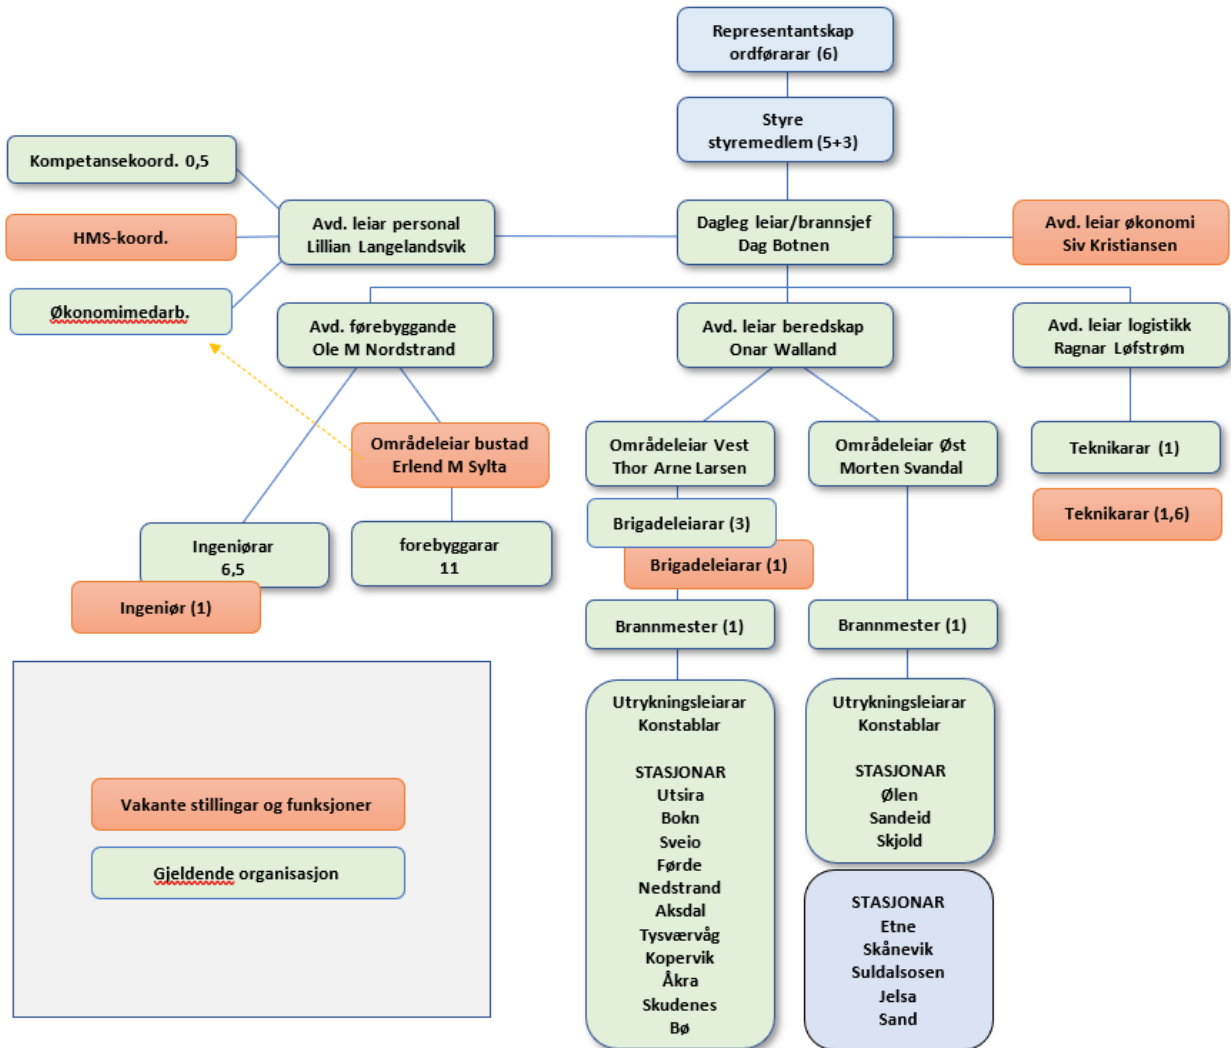 Representantskap
ordførarar (6)
Styre
styremedlem (5+3)
Kompetansekoord. 0,5
HMS-koord.
Økonomimedarb.
Avd. leiar personal
Lillian Langelandsvik
Dagleg leiar/brannsjef
Dag Botnen
Avd. leiar økonomi
Siv Kristiansen
Avd. førebyggande
Ole M Nordstrand
Avd. leiar beredskap
Onar Walland
Avd. leiar logistikk
Ragnar Løfstrøm
Områdeleiar bustad
Erlend M Sylta
Områdeleiar Vest
Thor Arne Larsen
Områdeleiar Øst
Morten Svandal
Teknikarar (1)
Teknikarar (1,6)
Ingeniørar
6,5
Ingeniør (1)
forebyggarar
11
Brigadeleiarar (3)
Brigadeleiarar (1)
Brannmester (1)
Brannmester (1)
Utrykningsleiarar
Konstablar
STASJONAR
Utsira
Bokn
Sveio
Førde
Nedstrand
Aksdal
Tysværvåg
Kopervik
Åkra
Skudenes
Bø
Utrykningsleiarar
Konstablar
STASJONAR
Ølen
Sandeid
Skjold
STASJONAR
Etne
Skånevik
Suldalsosen
Jelsa
Sand
Vakante stillingar og funksjoner
Gjeldende organisasjon